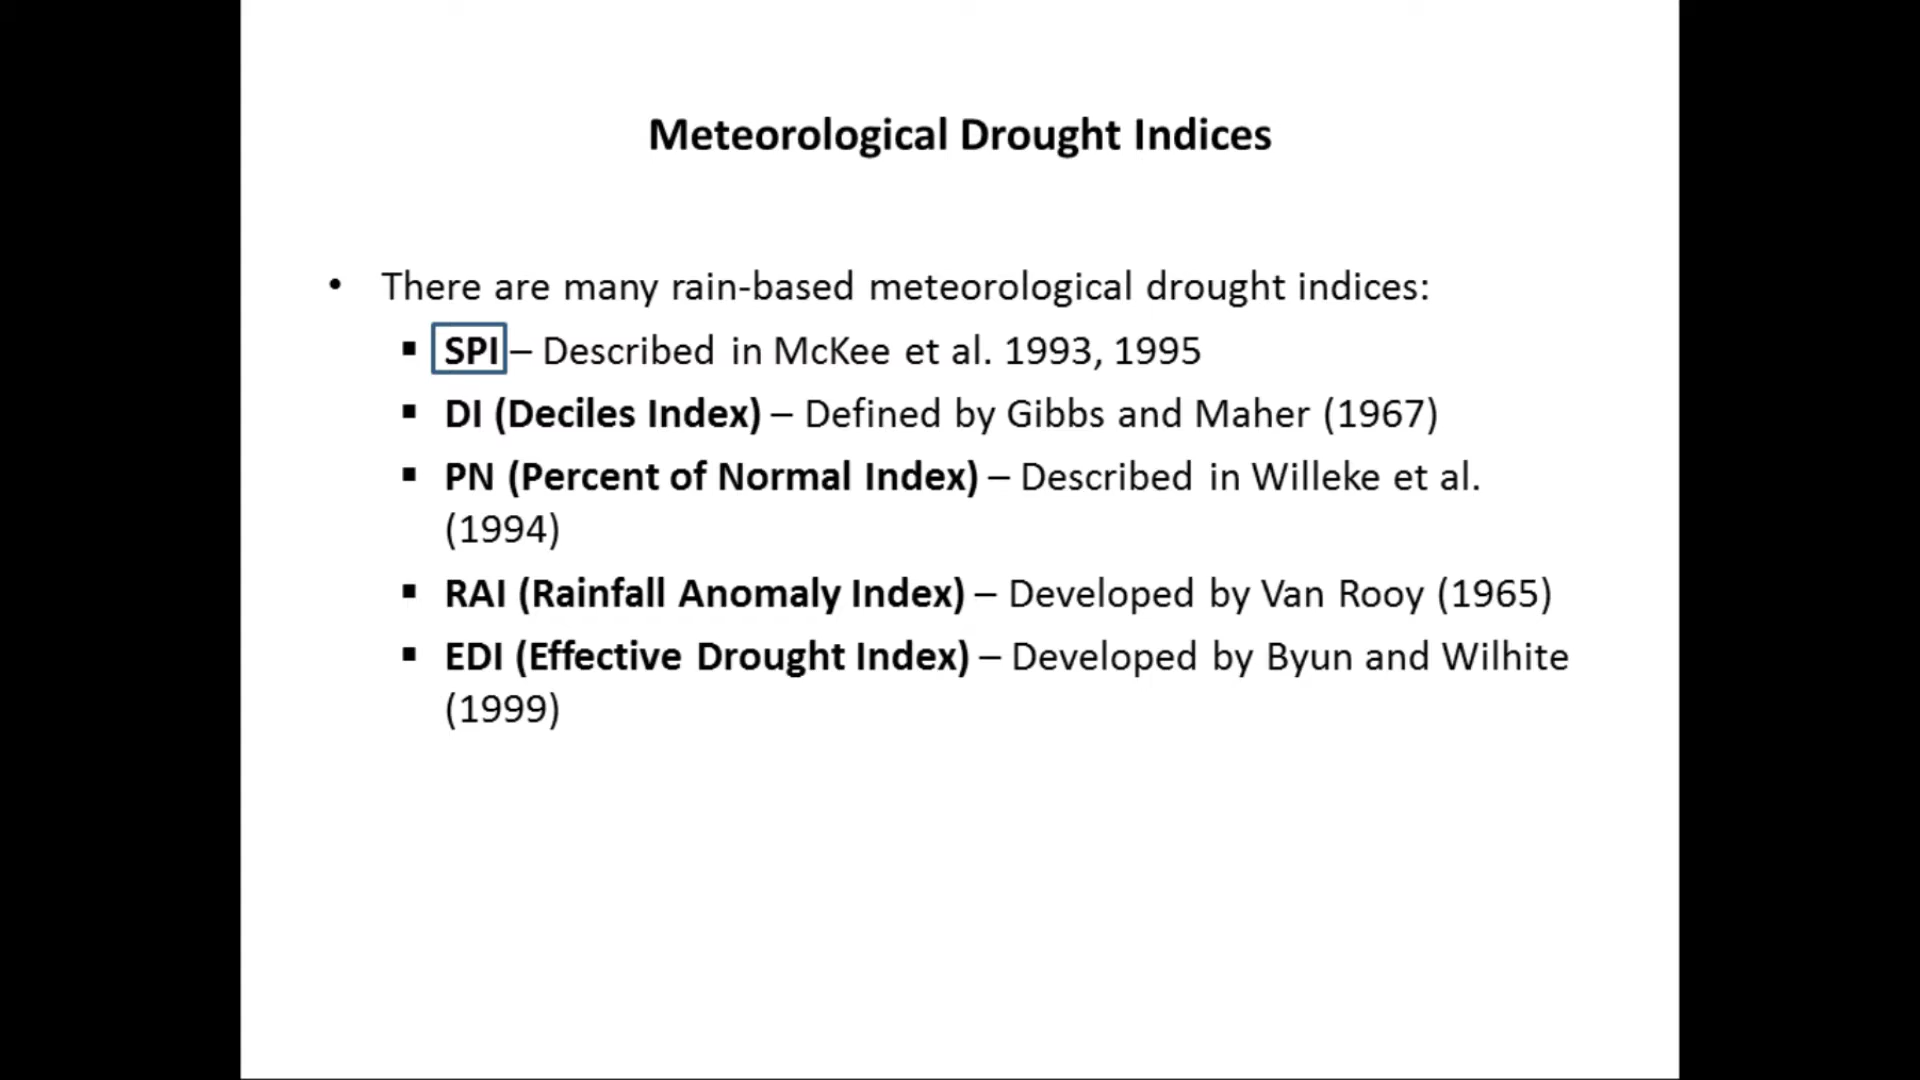 Meteorological Drought Indices
• There are many rain-based meteorological drought indices:
▪ SPI – Described in McKee et al. 1993, 1995
▪ DI (Deciles Index) – Defined by Gibbs and Maher (1967)
▪ PN (Percent of Normal Index) – Described in Willeke et al.
(1994)
▪ RAI (Rainfall Anomaly Index) – Developed by Van Rooy (1965)
▪ EDI (Effective Drought Index) – Developed by Byun and Wilhite
(1999)